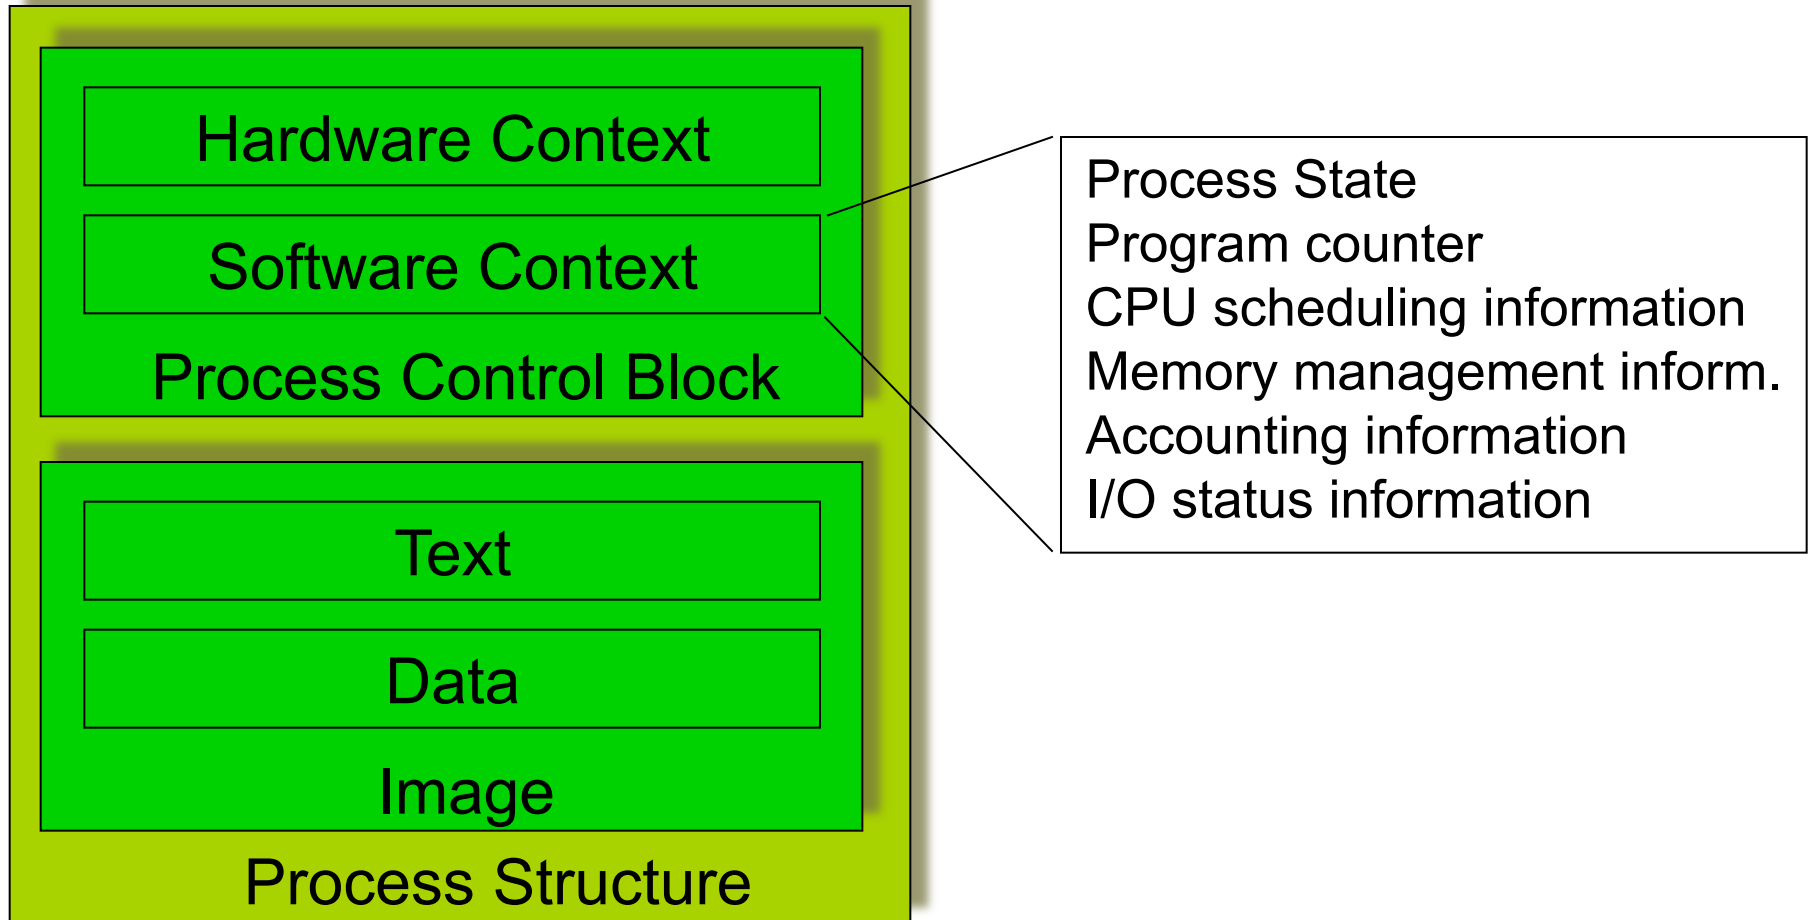 Hardware Context
Software Context
Process Control Block
Text
Data
Image
Process Structure
Process State
Program counter
CPU scheduling information
Memory management inform.
Accounting information
I/O status information